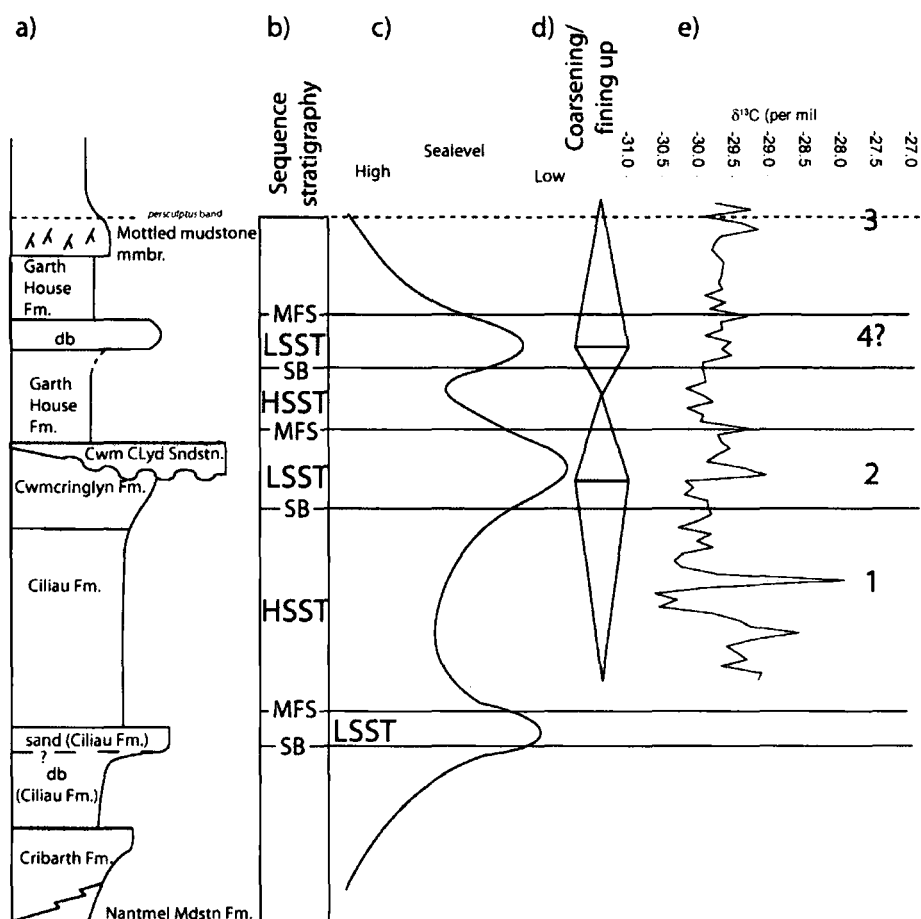 a)
b)
c)
d)
e)
Sequence
stratigraphy
High
Sealevel
Low
Coarsening/
fining up
δ¹³C (per mil
-31.0
-30.5
-30.0
-29.5
-29.0
-28.5
-28.0
-27.5
-27.0
persculptus band
Mottled mudstone
mmbr.
Garth
House
Fm.
db
Garth
House
Fm.
Cwm CLyd Sndstn.
Cwmcringlyn Fm.
Ciliau Fm.
sand (Ciliau Fm.)
?
db
(Ciliau Fm.)
Cribarth Fm.
Nantmel Mdstn Fm.
MFS
LSST
SB
HSST
MFS
LSST
SB
HSST
MFS
LSST
SB
3
4?
2
1